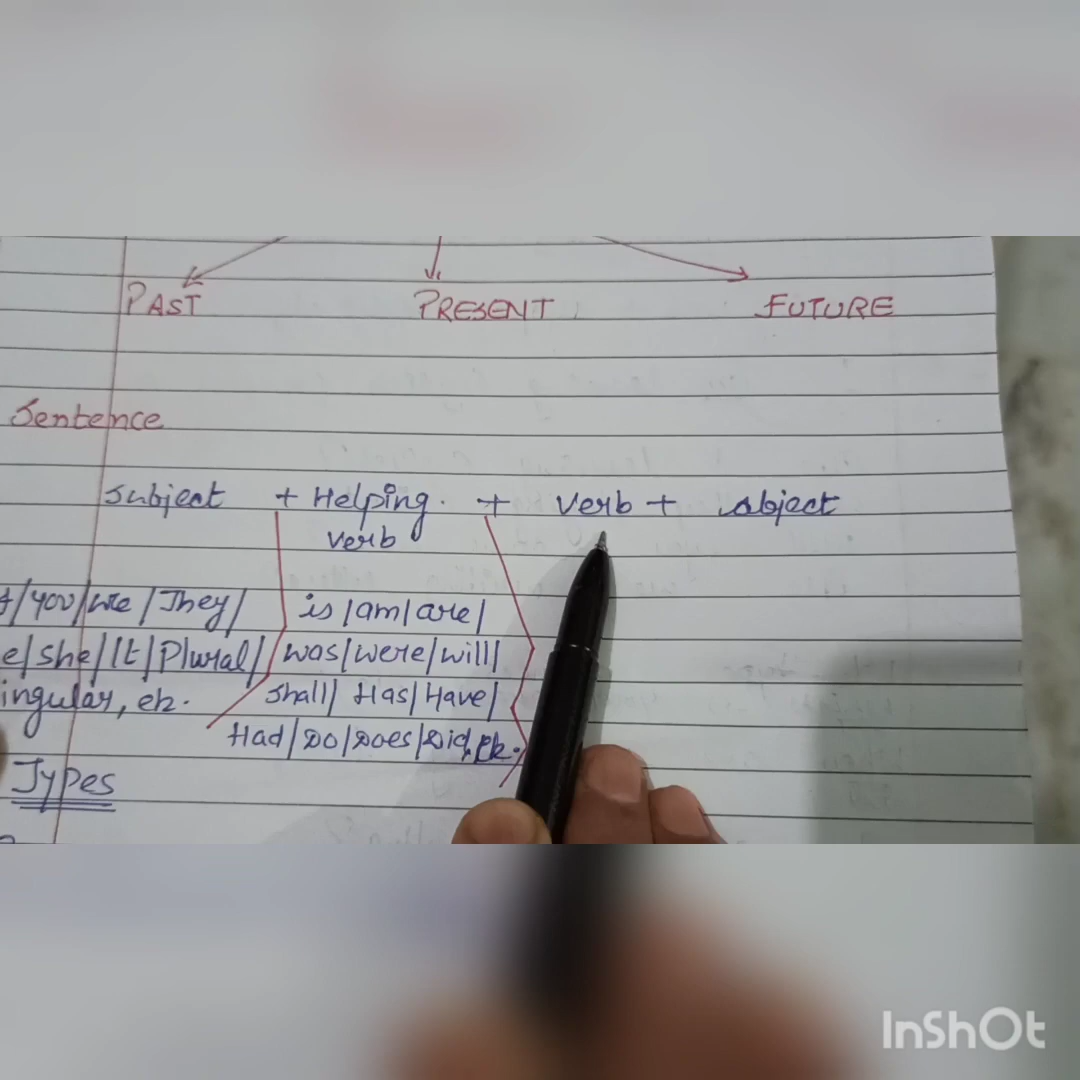 PAST PRESENT FUTURE
Sentence
Subject + Helping + Verb + object
verb
I/you/we/They/ is/am/are/
e/she/It/Plural/ was/were/will/
ingular, etc. shall/ Has/Have/
Had/Do/Does/Did, etc.
Types
InShOt